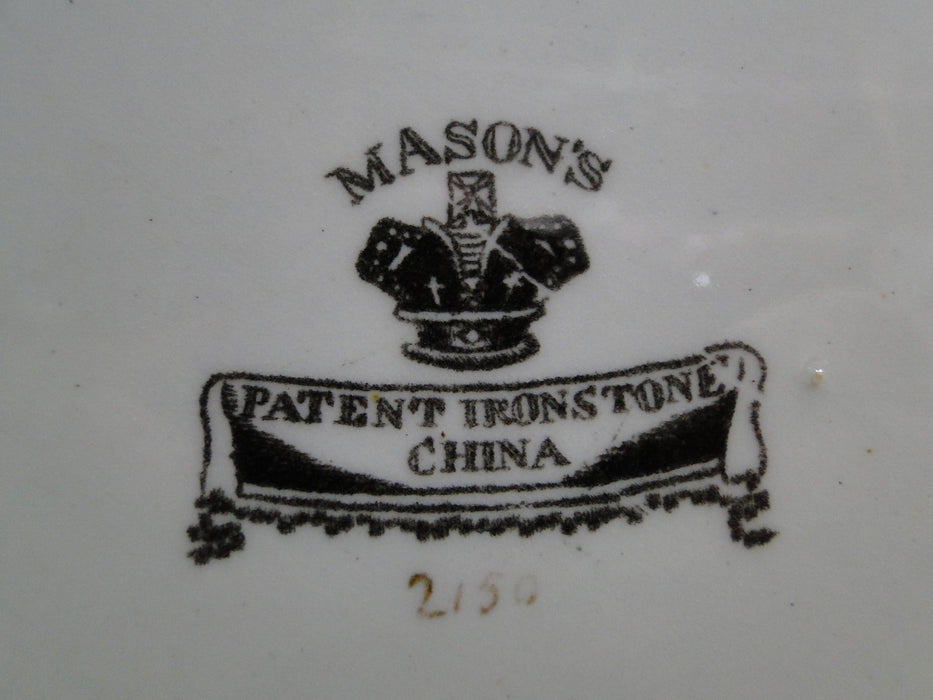 MASON'S
PATENT IRONSTONE
CHINA
2150